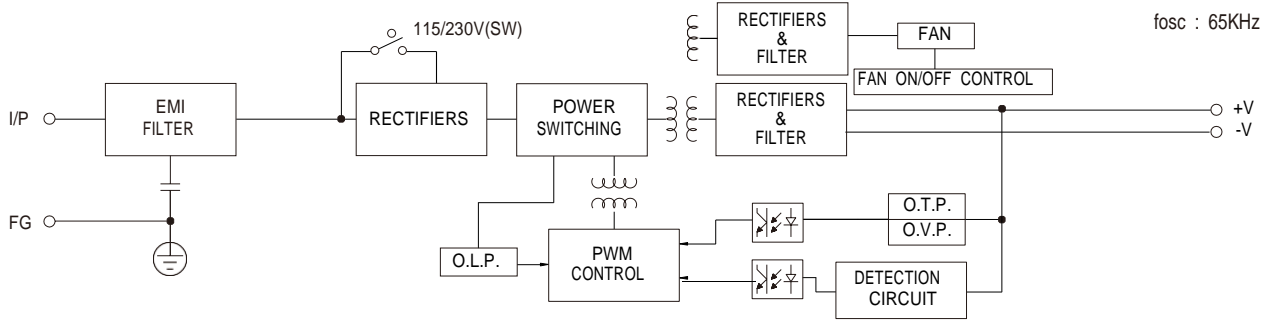 115/230V(SW)
RECTIFIERS
&
FILTER
FAN
fosc : 65KHz
FAN ON/OFF CONTROL
I/P
EMI
FILTER
RECTIFIERS
POWER
SWITCHING
RECTIFIERS
&
FILTER
+V
-V
FG
O.L.P.
PWM
CONTROL
O.T.P.
O.V.P.
DETECTION
CIRCUIT